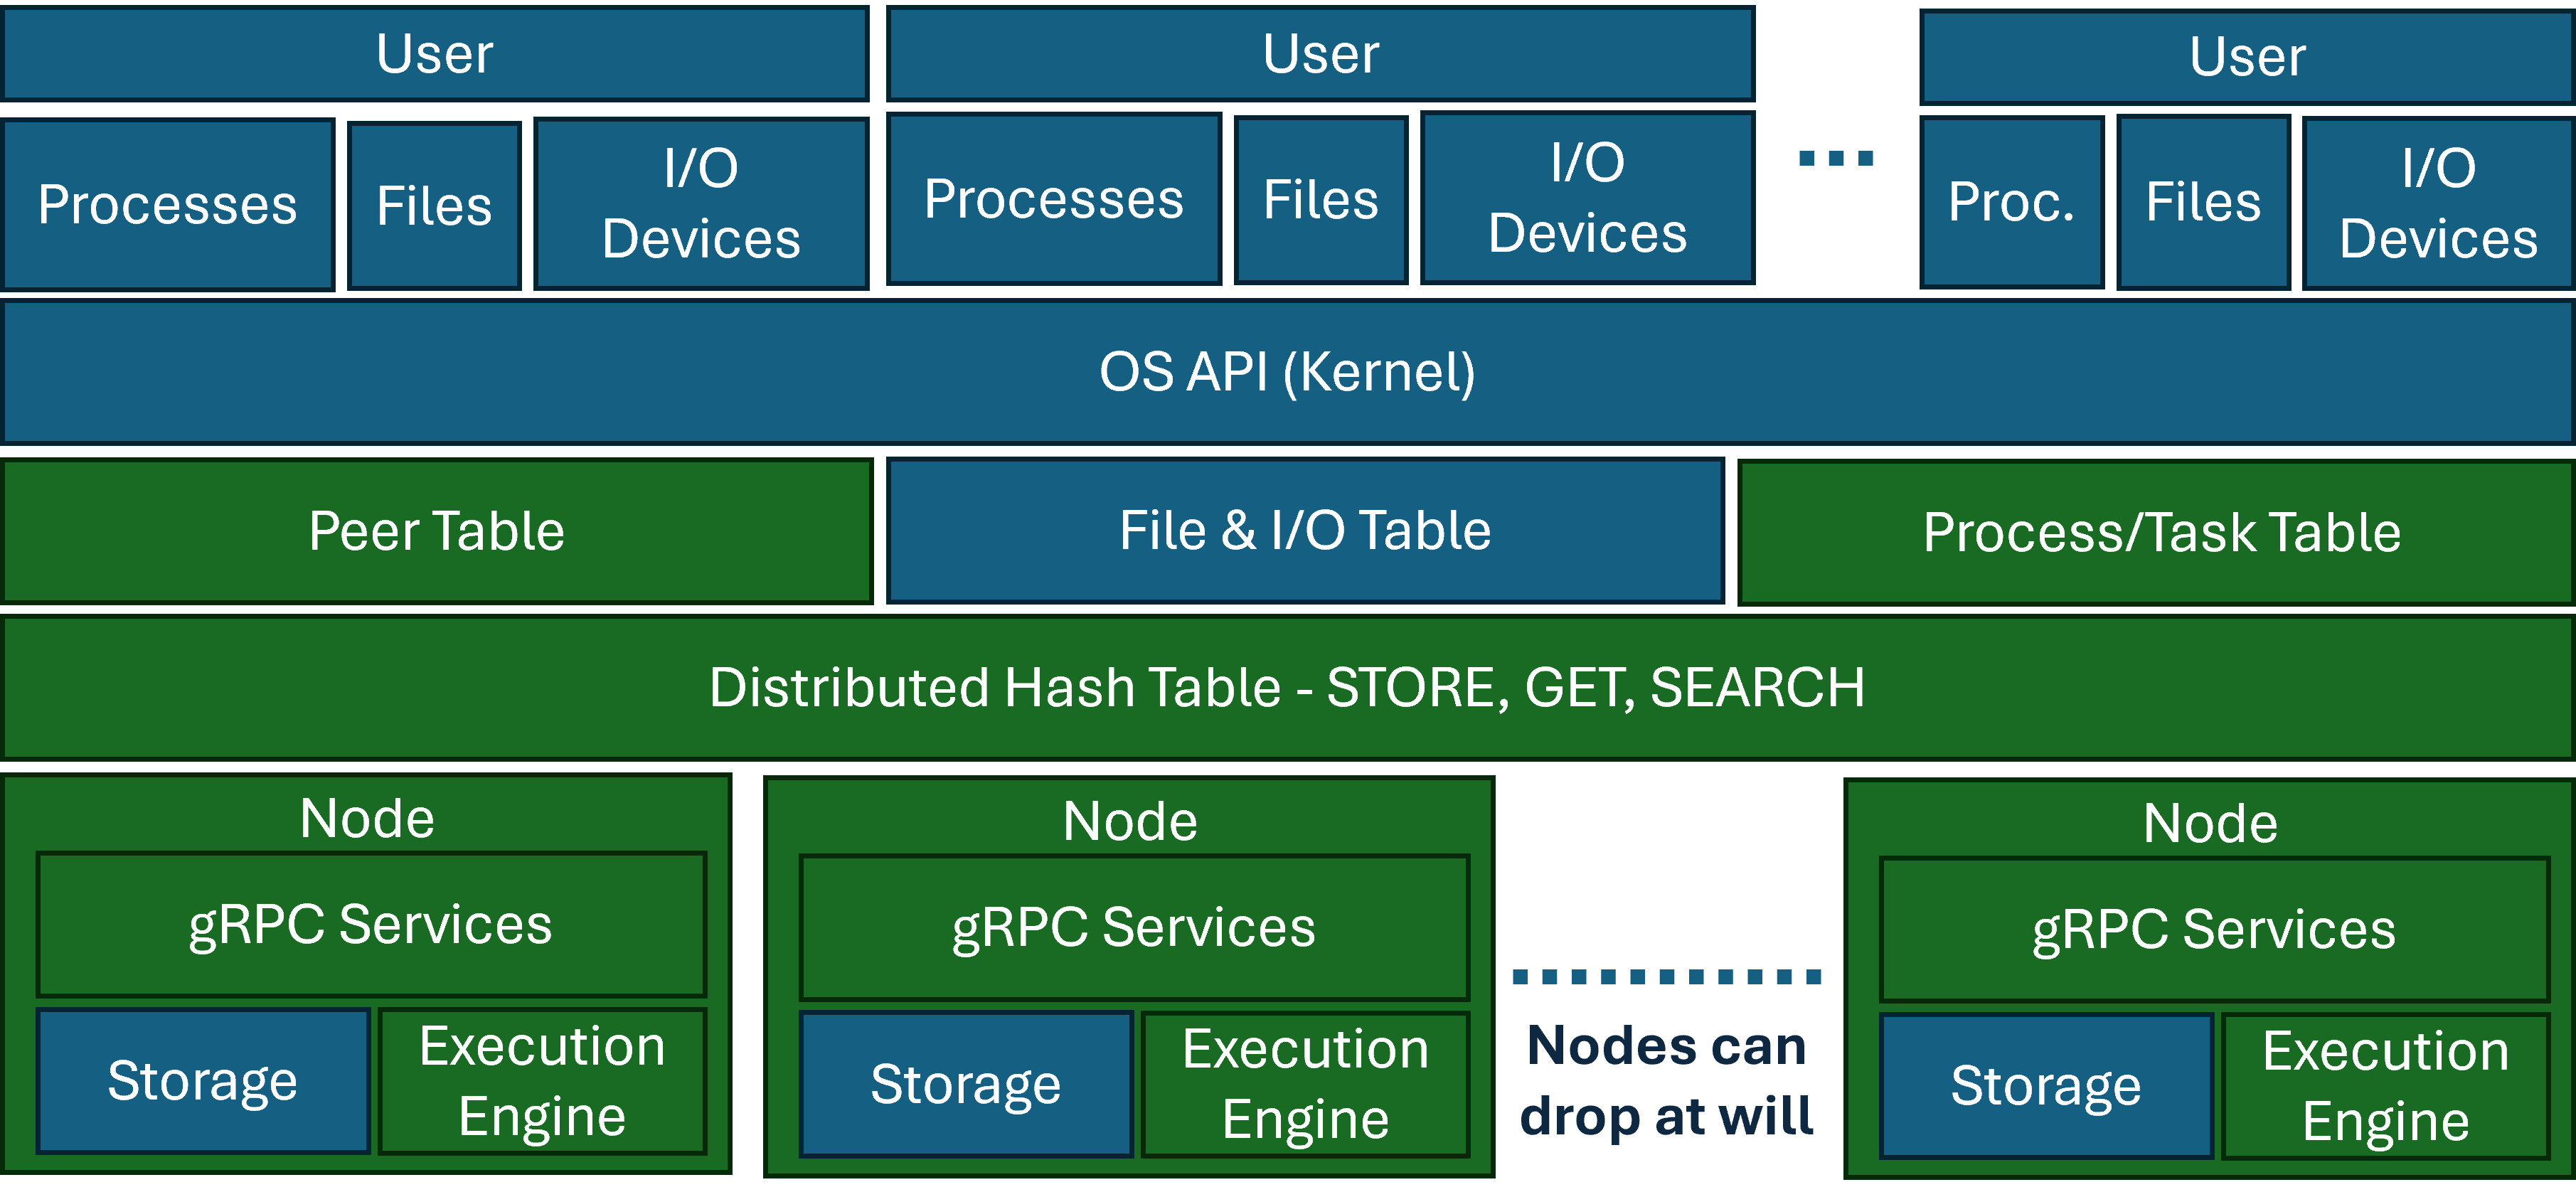 User
User
User
Processes
Files
I/O
Devices
Processes
Files
I/O
Devices
Proc.
Files
I/O
Devices
OS API (Kernel)
Peer Table
File & I/O Table
Process/Task Table
Distributed Hash Table - STORE, GET, SEARCH
Node
gRPC Services
Storage
Execution
Engine
Node
gRPC Services
Storage
Execution
Engine
Nodes can
drop at will
Node
gRPC Services
Storage
Execution
Engine